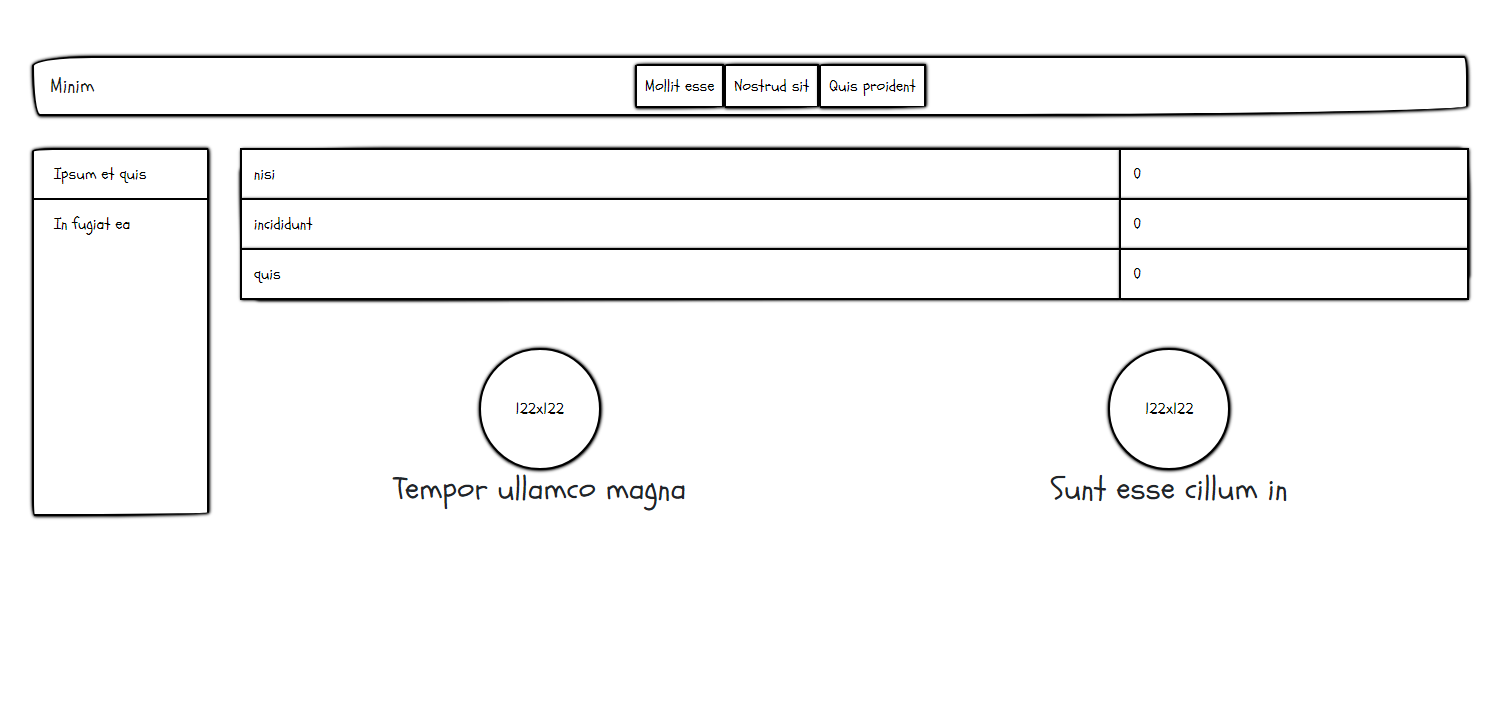 Minim
Mollit esse Nostrud sit Quis proident
Ipsum et quis
In fugiat ea
nisi 0
incididunt 0
quis 0
122x122
Tempor ullamco magna
122x122
Sunt esse cillum in